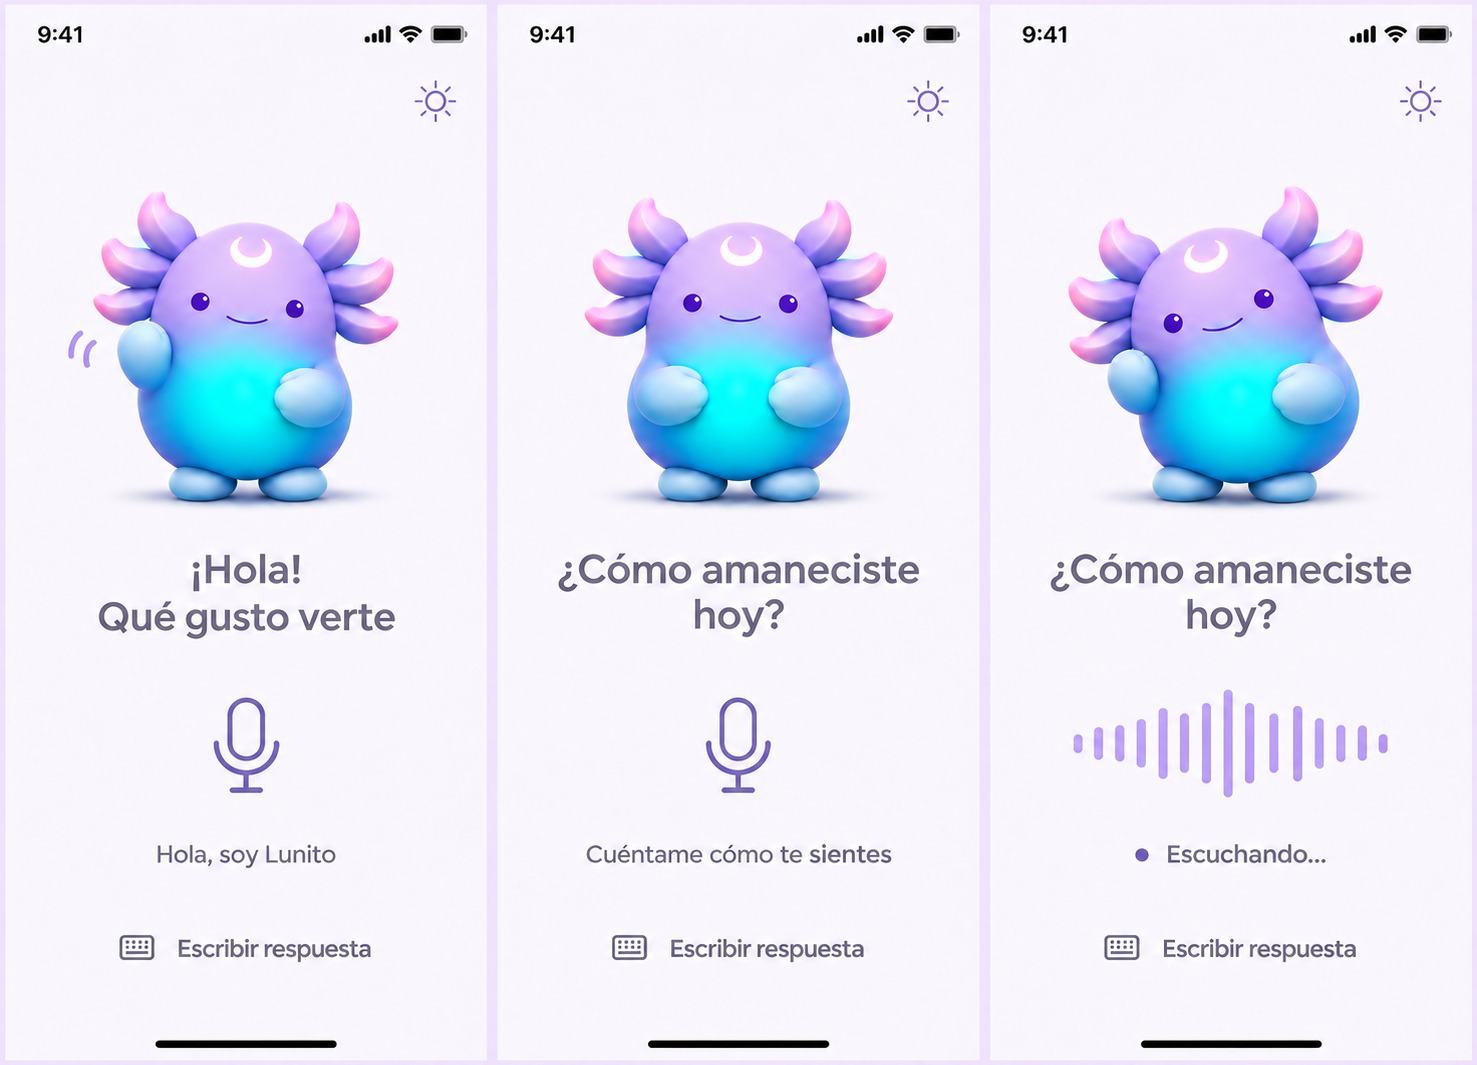 9:41
¡Hola!
Qué gusto verte
Hola, soy Lunito
Escribir respuesta
9:41
¿Cómo amaneciste
hoy?
Cuéntame cómo te sientes
Escribir respuesta
9:41
¿Cómo amaneciste
hoy?
Escuchando...
Escribir respuesta